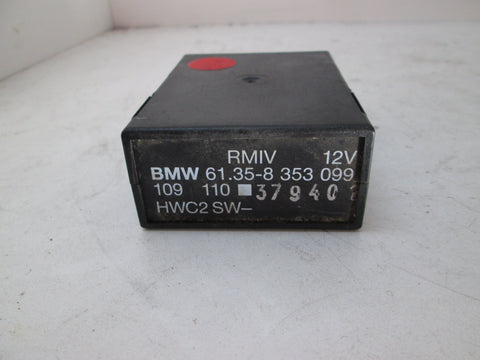 RMIV 12V
BMW 61.35-8 353 099
109 110 37940
HWC2 SW-